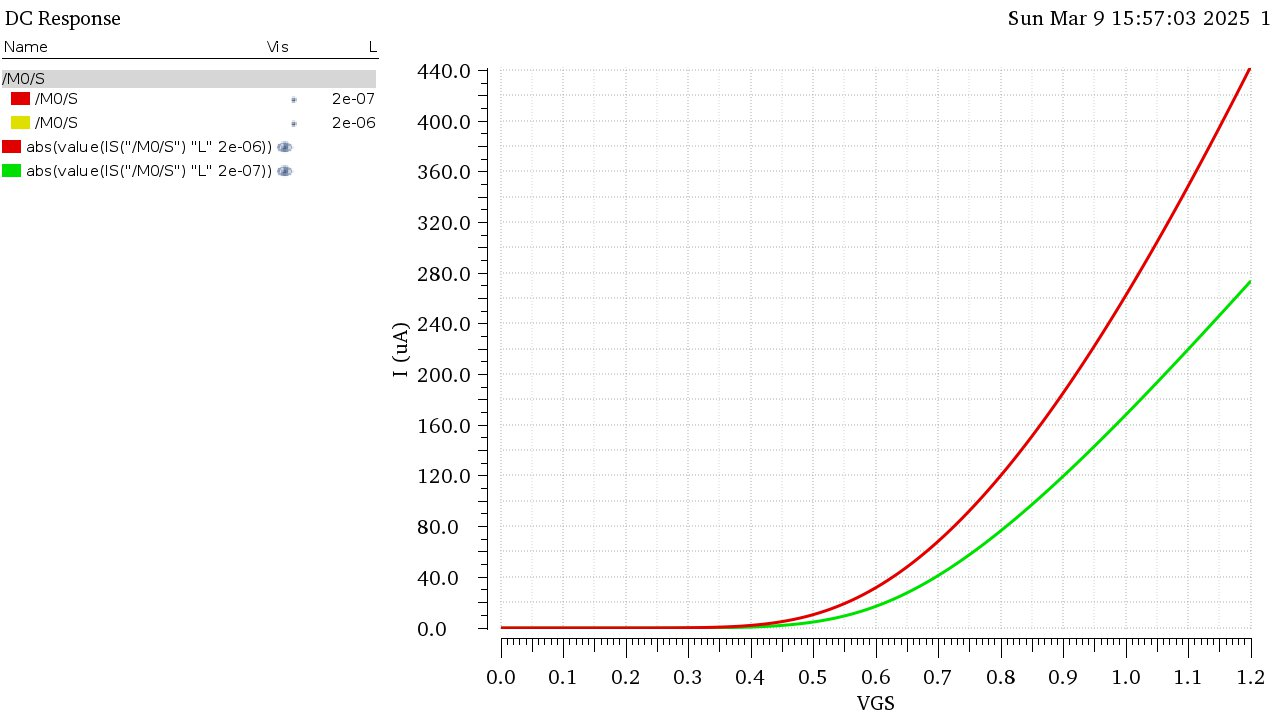 DC Response
Sun Mar 9 15:57:03 2025 1
Name Vis L
/M0/S
/M0/S 2e-07
/M0/S 2e-06
abs(value(IS("/M0/S") "L" 2e-06))
abs(value(IS("/M0/S") "L" 2e-07))
440.0
400.0
360.0
320.0
280.0
240.0
200.0
160.0
120.0
80.0
40.0
0.0
I (uA)
0.0 0.1 0.2 0.3 0.4 0.5 0.6 0.7 0.8 0.9 1.0 1.1 1.2
VGS